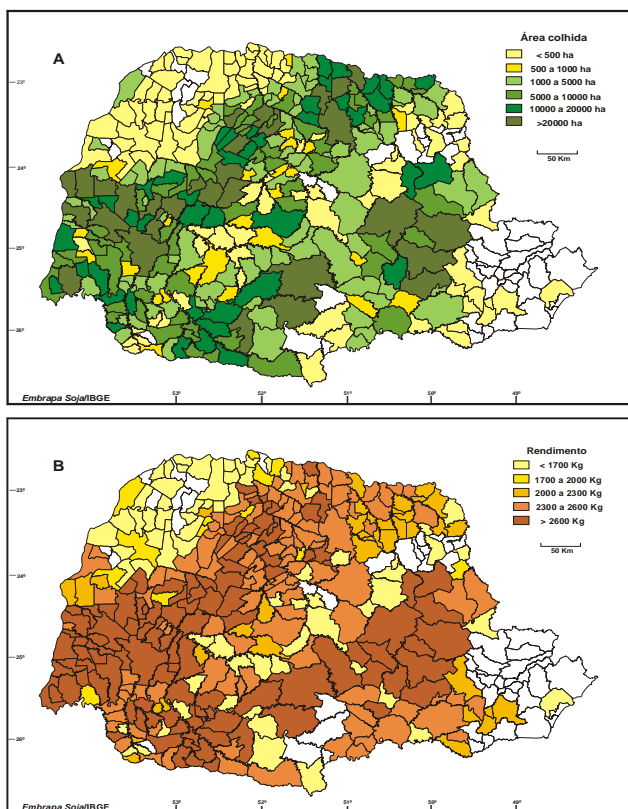 A
Área colhida
< 500 ha
500 a 1000 ha
1000 a 5000 ha
5000 a 10000 ha
10000 a 20000 ha
>20000 ha
50 Km
23º
24º
25º
26º
53º
52º
51º
50º
49º
Embrapa Soja/IBGE
B
Rendimento
< 1700 Kg
1700 a 2000 Kg
2000 a 2300 Kg
2300 a 2600 Kg
> 2600 Kg
50 Km
23º
24º
25º
26º
53º
52º
51º
50º
49º
Embrapa Soja/IBGE